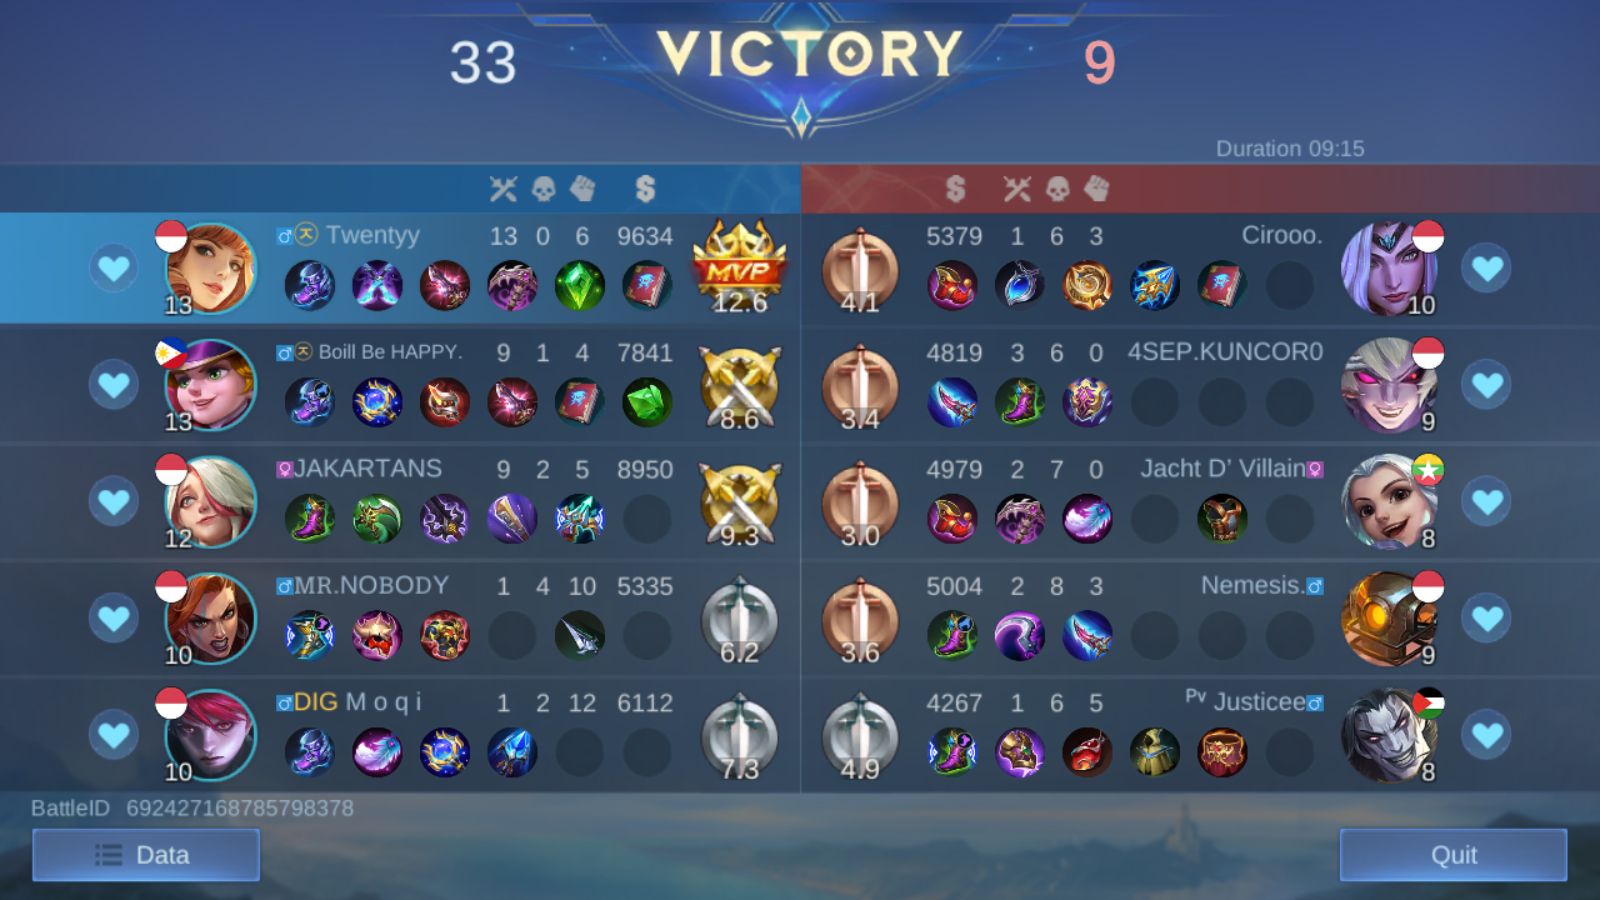 33 VICTORY 9
Duration 09:15
Twentyy 13 0 6 9634
13
MVP
12.6
4.1
5379 1 6 3 Cirooo.
10
Boill Be HAPPY. 9 1 4 7841
13
8.6
3.4
4819 3 6 0 4SEP.KUNCOR0
9
JAKARTANS 9 2 5 8950
12
9.3
3.0
4979 2 7 0 Jacht D' Villain
8
MR.NOBODY 1 4 10 5335
10
6.2
3.6
5004 2 8 3 Nemesis.
9
DIG M o q i 1 2 12 6112
10
7.3
4.9
4267 1 6 5 ᴾⱽ Justicee
8
BattleID 692427168785798378
Data
Quit